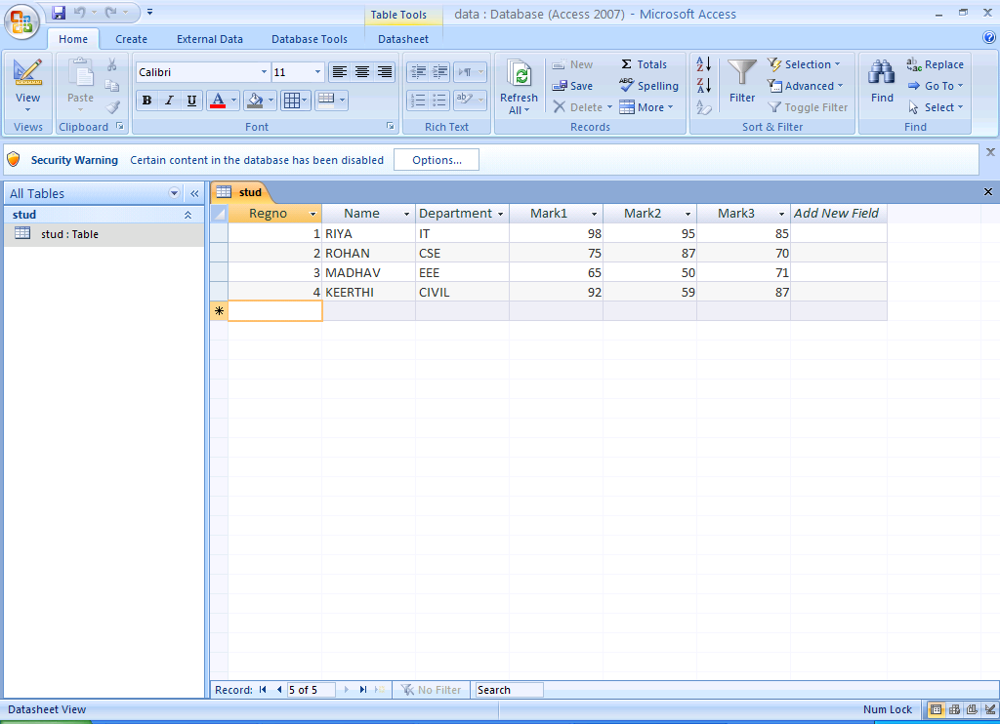 Table Tools data : Database (Access 2007) - Microsoft Access
Home Create External Data Database Tools Datasheet
Calibri 11 New Σ Totals Selection Replace
View Paste Refresh All Save Spelling Filter Advanced Find Go To
B I U A Delete More Toggle Filter Select
Views Clipboard Font Rich Text Records Sort & Filter Find
Security Warning Certain content in the database has been disabled Options...
All Tables « stud
stud Regno Name Department Mark1 Mark2 Mark3 Add New Field
stud : Table 1 RIYA IT 98 95 85
2 ROHAN CSE 75 87 70
3 MADHAV EEE 65 50 71
4 KEERTHI CIVIL 92 59 87
Record: 5 of 5 No Filter Search
Datasheet View Num Lock